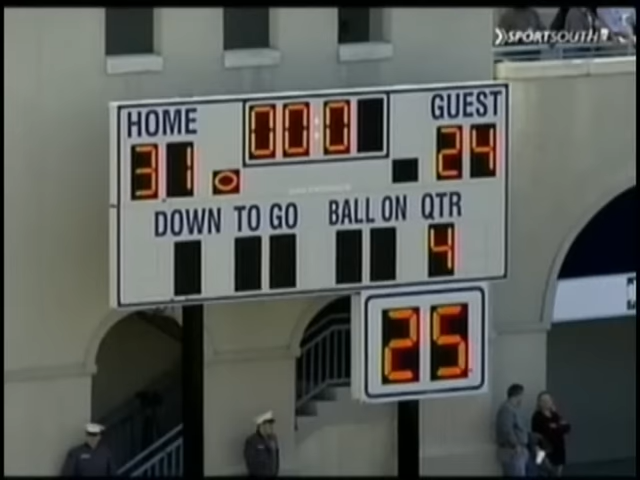 SPORTSOUTH
HOME 00:0 GUEST
31 24
DOWN TO GO BALL ON QTR
4
25